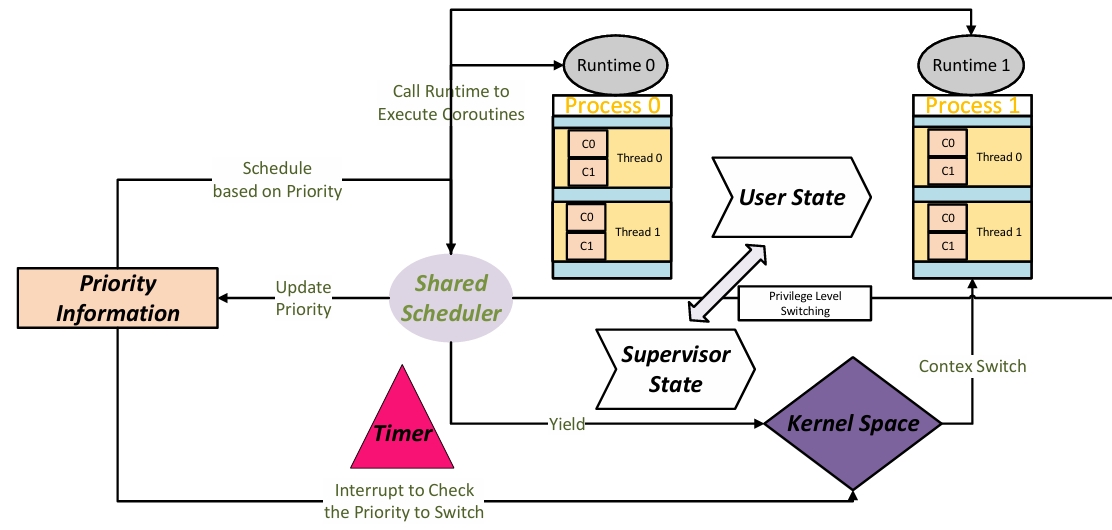 Runtime 0
Runtime 1
Call Runtime to
Execute Coroutines
Process 0
Process 1
C0
C1
Thread 0
C0
C1
Thread 1
C0
C1
Thread 0
C0
C1
Thread 1
Schedule
based on Priority
User State
Priority
Information
Update
Priority
Shared
Scheduler
Privilege Level
Switching
Supervisor
State
Contex Switch
Timer
Yield
Kernel Space
Interrupt to Check
the Priority to Switch